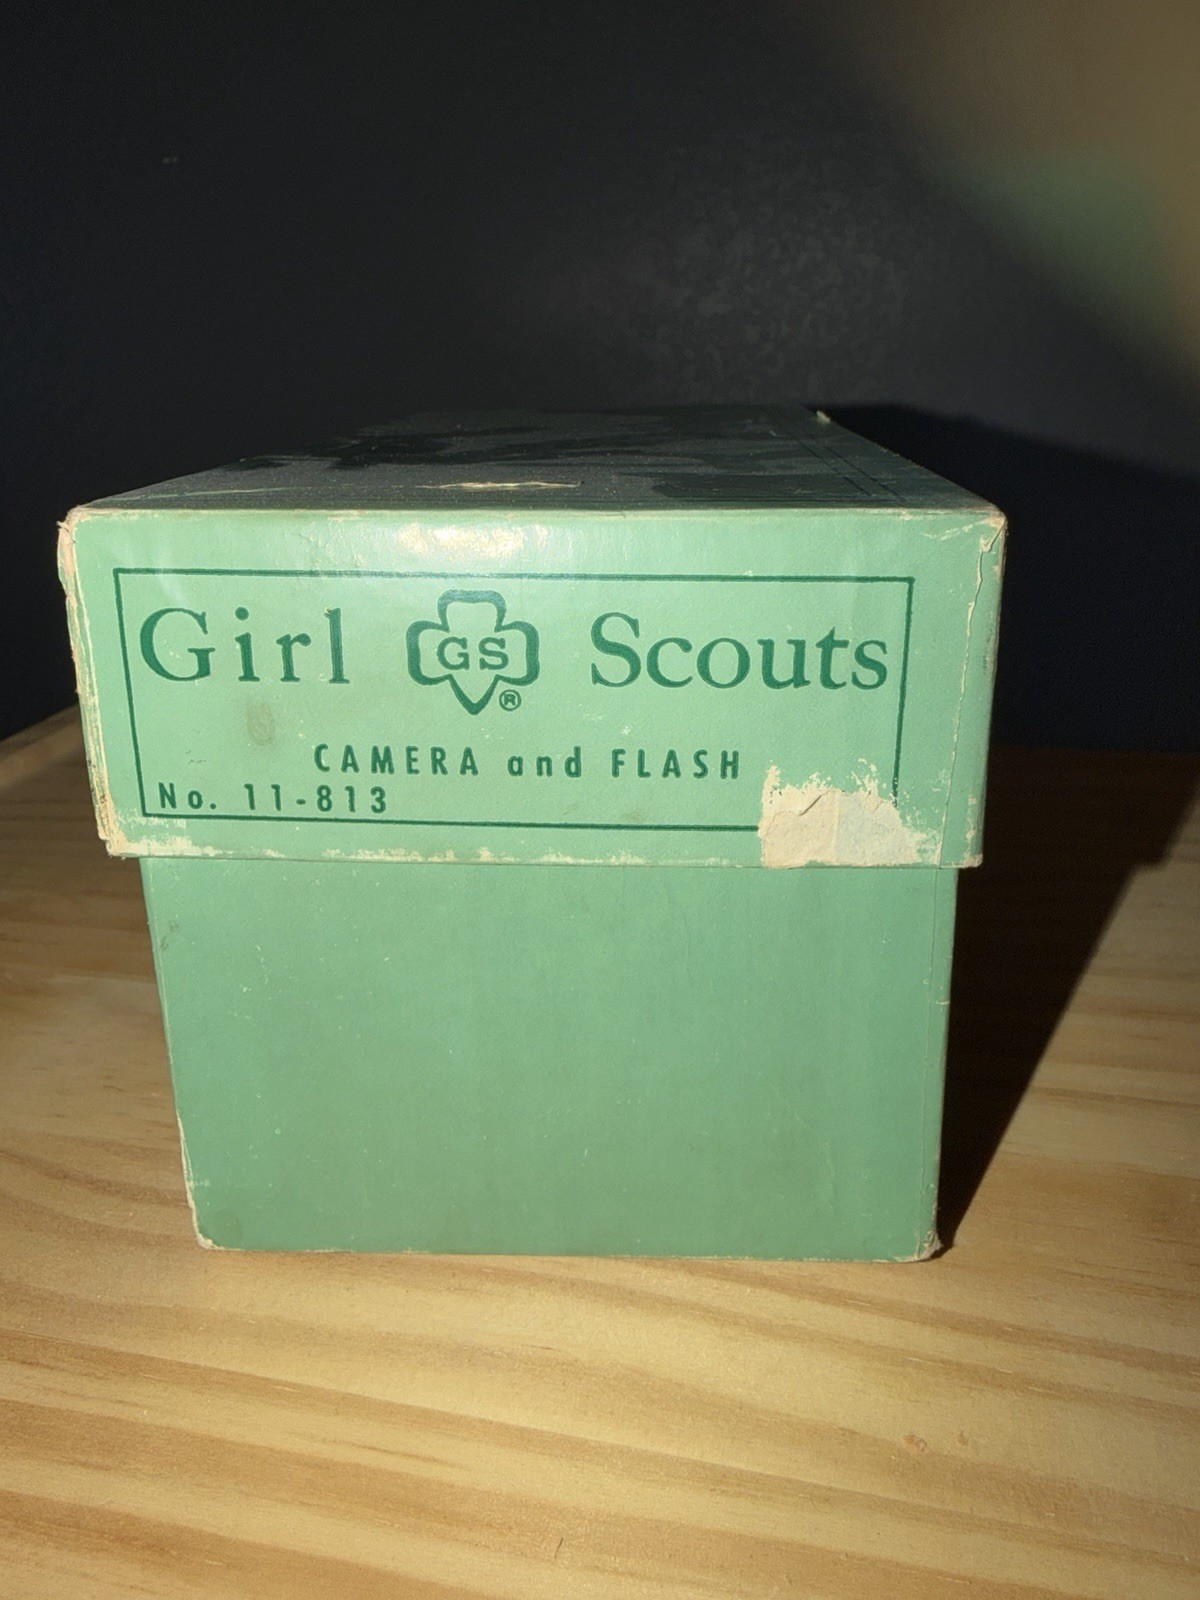 Girl GS® Scouts
CAMERA and FLASH
No. 11-813